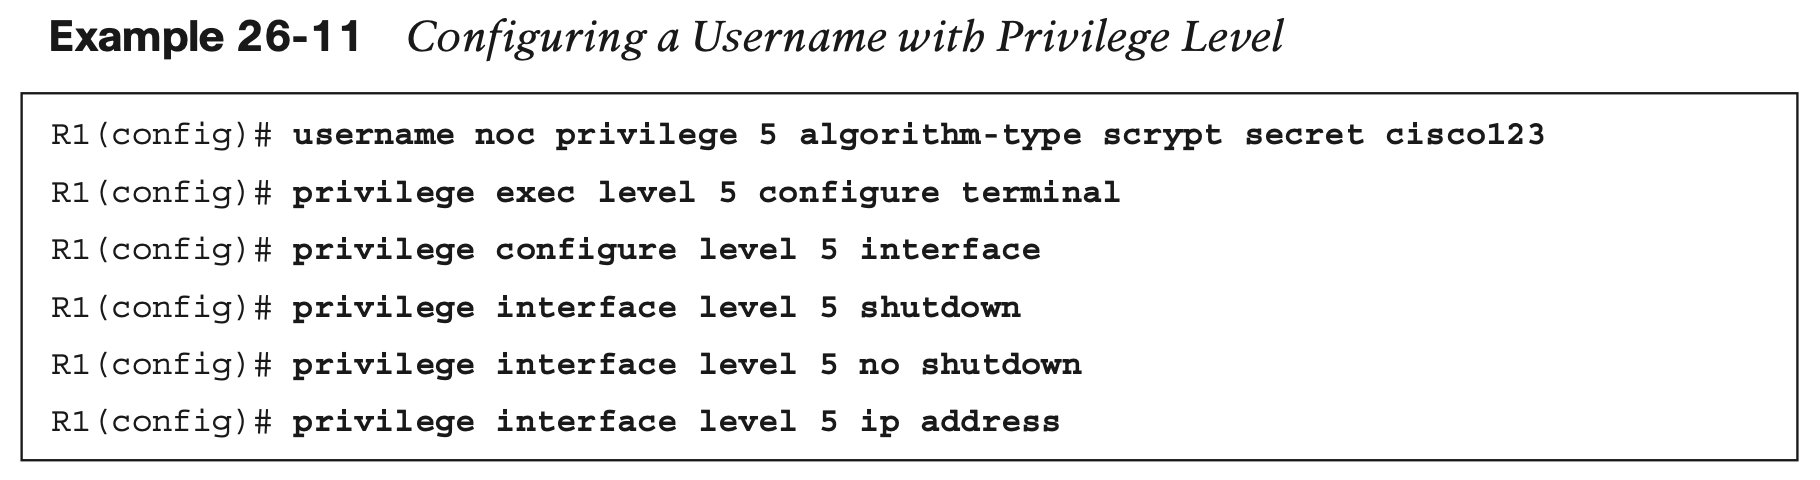 Example 26-11 Configuring a Username with Privilege Level
R1(config)# username noc privilege 5 algorithm-type scrypt secret cisco123
R1(config)# privilege exec level 5 configure terminal
R1(config)# privilege configure level 5 interface
R1(config)# privilege interface level 5 shutdown
R1(config)# privilege interface level 5 no shutdown
R1(config)# privilege interface level 5 ip address